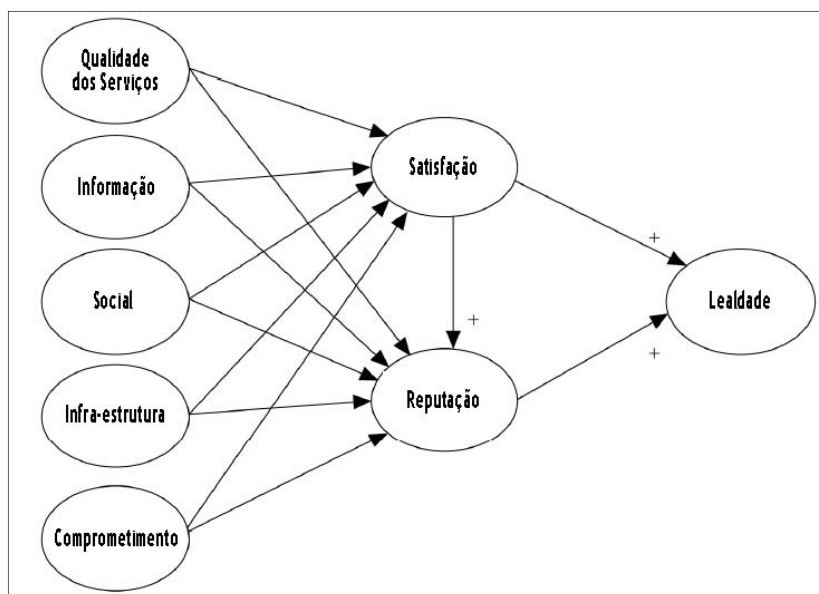 Qualidade
dos Serviços
Satisfação
Informação
+
Social
Lealdade
+
+
Infra-estrutura
Reputação
Comprometimento